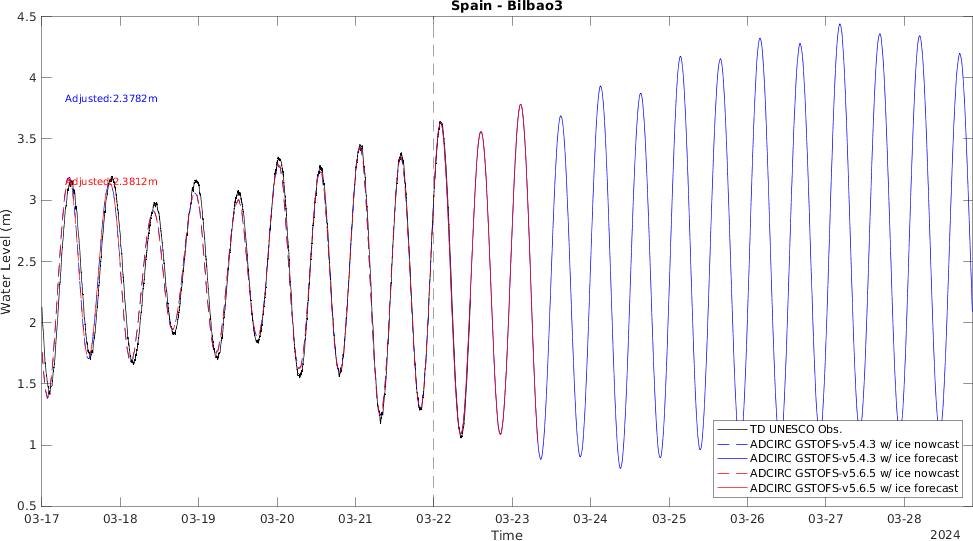 Spain - Bilbao3
4.5
4
3.5
3
2.5
2
1.5
1
0.5
Water Level (m)
Adjusted:2.3782m
Adjusted:2.3812m
TD UNESCO Obs.
ADCIRC GSTOFS-v5.4.3 w/ ice nowcast
ADCIRC GSTOFS-v5.4.3 w/ ice forecast
ADCIRC GSTOFS-v5.6.5 w/ ice nowcast
ADCIRC GSTOFS-v5.6.5 w/ ice forecast
03-17 03-18 03-19 03-20 03-21 03-22 03-23 03-24 03-25 03-26 03-27 03-28
Time
2024